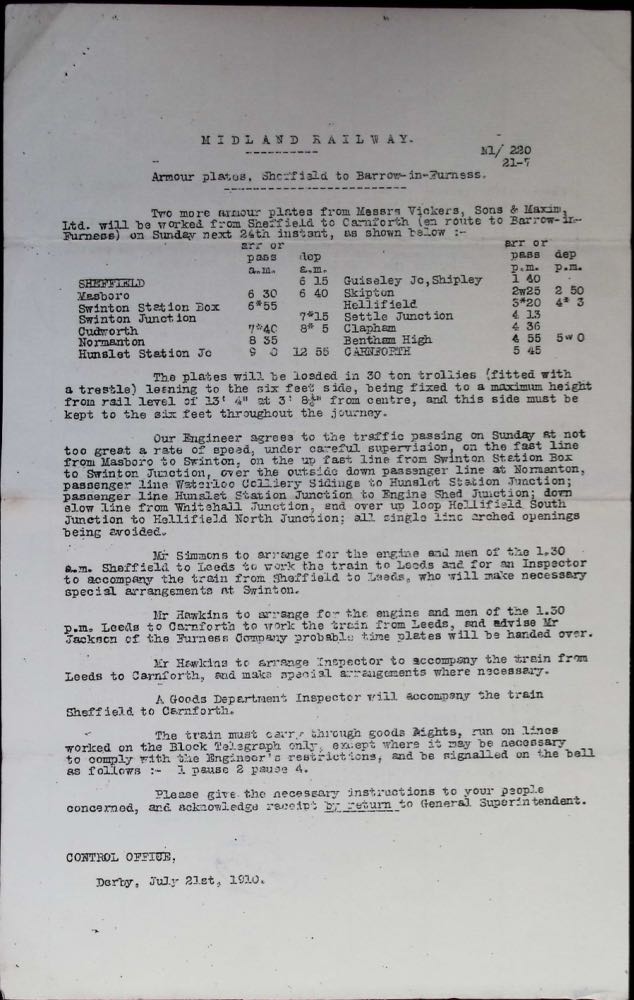 MIDLAND RAILWAY.
M1/ 220
21-7
Armour plates, Sheffield to Barrow-in-Furness.
Two more armour plates from Messrs Vickers, Sons & Maxim,
Ltd. will be worked from Sheffield to Carnforth (en route to Barrow-in-
Furness) on Sunday next 24th instant, as shown below :-
arr or arr or
pass dep pass dep
a.m. a.m. p.m. p.m.
SHEFFIELD 6 15 Guiseley Jc,Shipley 1 40
Masboro 6 30 6 40 Skipton 2w25 2 50
Swinton Station Box 6*55 Hellifield 3*20 4* 3
Swinton Junction 7*15 Settle Junction 4 13
Cudworth 7*40 8* 5 Clapham 4 36
Normanton 8 35 Bentham High 4 55 5w 0
Hunslet Station Jc 9 0 12 55 CARNFORTH 5 45
The plates will be loaded in 30 ton trollies (fitted with
a trestle) leaning to the six feet side, being fixed to a maximum height
from rail level of 13' 4" at 3' 8½" from centre, and this side must be
kept to the six feet throughout the journey.
Our Engineer agrees to the traffic passing on Sunday at not
too great a rate of speed, under careful supervision, on the fast line
from Masboro to Swinton, on the up fast line from Swinton Station Box
to Swinton Junction, over the outside down passenger line at Normanton,
passenger line Waterloo Colliery Sidings to Hunslet Station Junction;
passenger line Hunslet Station Junction to Engine Shed Junction; down
slow line from Whitehall Junction, and over up loop Hellifield South
Junction to Hellifield North Junction; all single line arched openings
being avoided.
Mr Simmons to arrange for the engine and men of the 1.30
a.m. Sheffield to Leeds to work the train to Leeds and for an Inspector
to accompany the train from Sheffield to Leeds, who will make necessary
special arrangements at Swinton.
Mr Hawkins to arrange for the engine and men of the 1.50
p.m. Leeds to Carnforth to work the train from Leeds, and advise Mr
Jackson of the Furness Company probable time plates will be handed over.
Mr Hawkins to arrange Inspector to accompany the train from
Leeds to Carnforth, and make special arrangements where necessary.
A Goods Department Inspector will accompany the train
Sheffield to Carnforth.
The train must carry through goods lights, run on lines
worked on the Block Telegraph only, except where it may be necessary
to comply with the Engineer's restrictions, and be signalled on the bell
as follows :- 1 pause 2 pause 4.
Please give the necessary instructions to your people
concerned, and acknowledge receipt by return to General Superintendent.
CONTROL OFFICE,
Derby, July 21st, 1910.